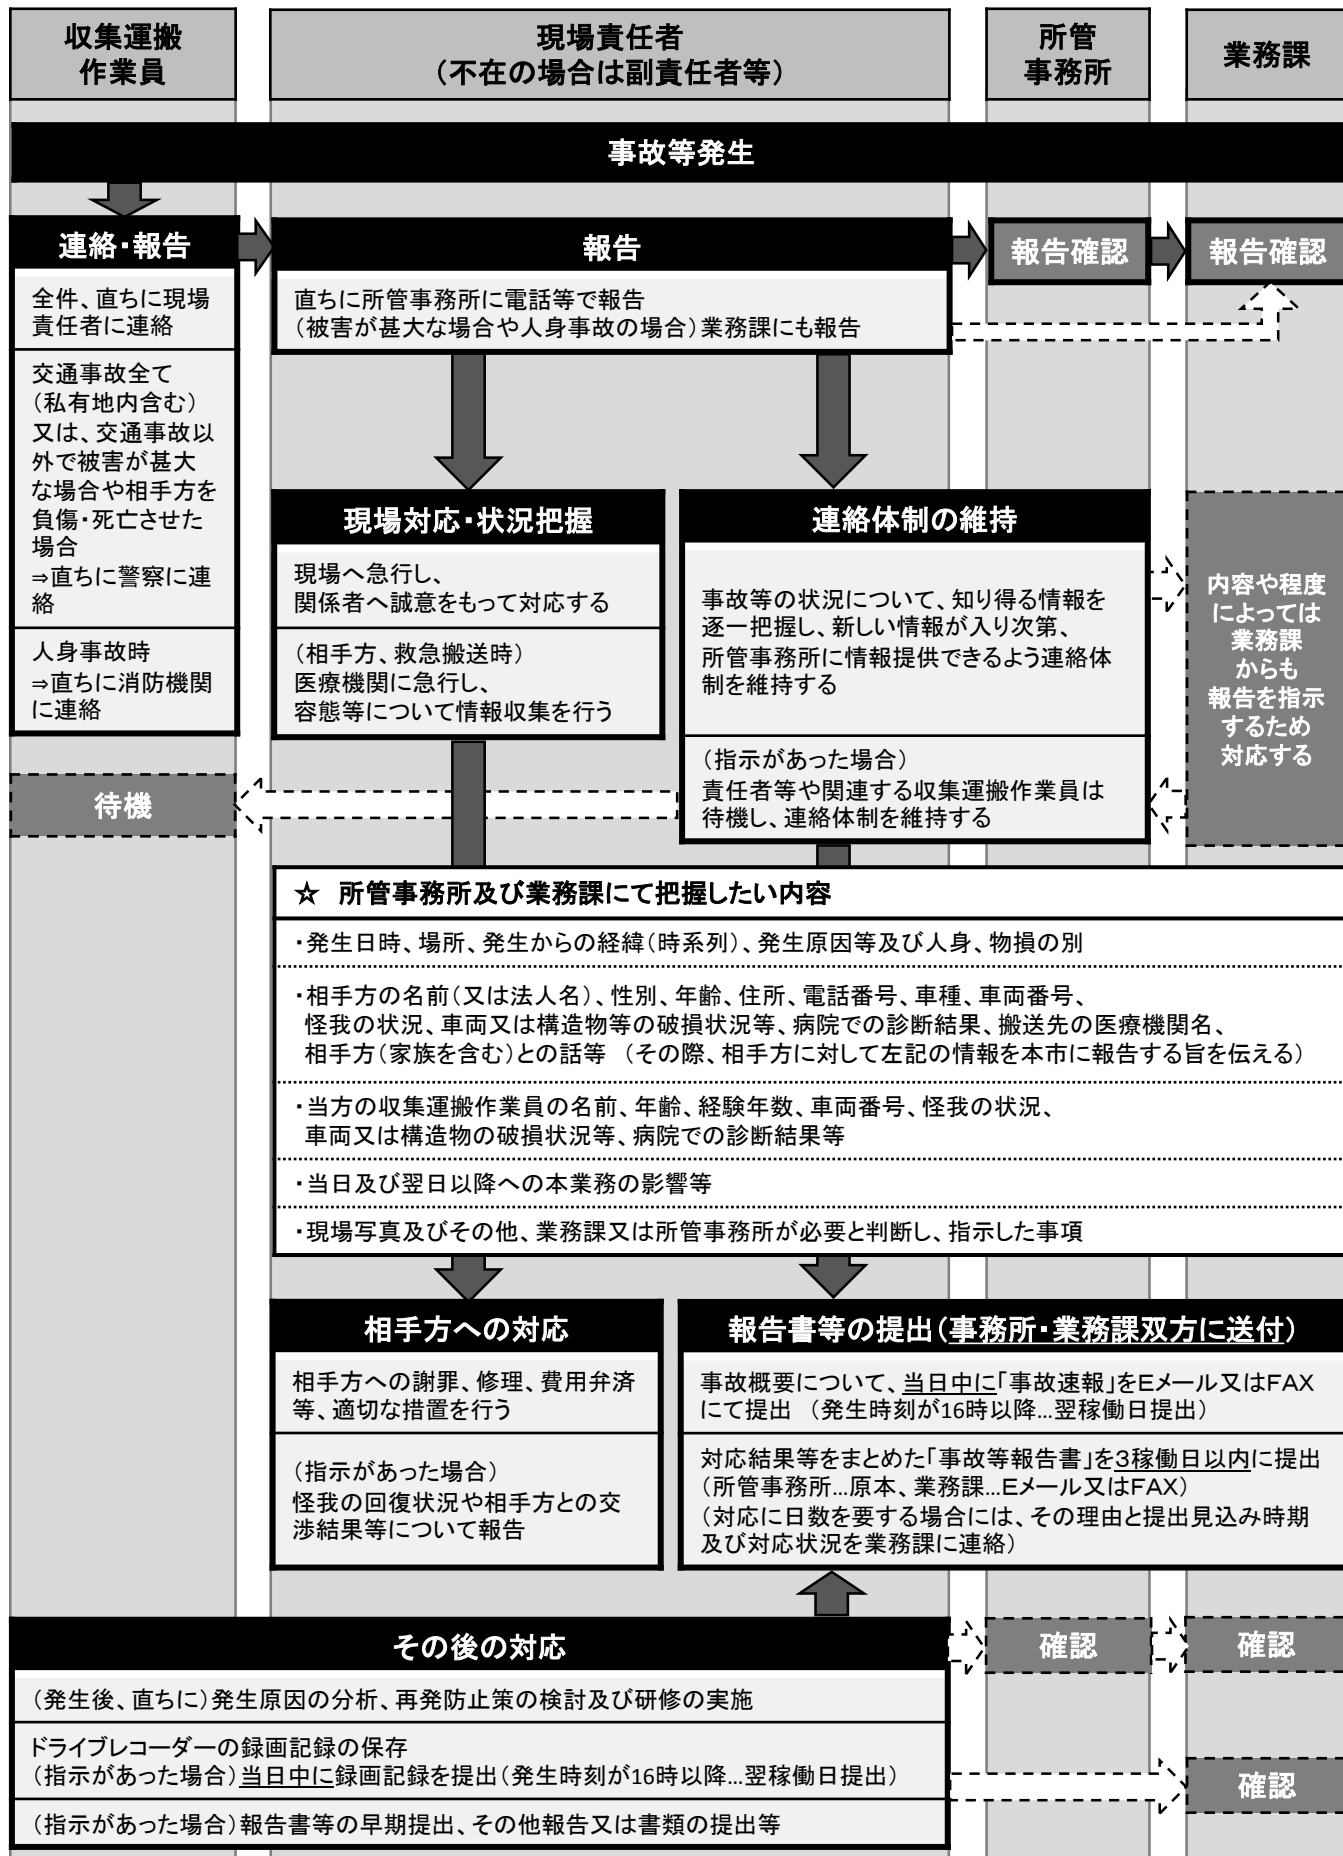 収集運搬
作業員
現場責任者
（不在の場合は副責任者等）
所管
事務所
業務課
事故等発生
連絡・報告
報告
報告確認
報告確認
全件、直ちに現場
責任者に連絡
交通事故全て
（私有地内含む）
又は、交通事故以
外で被害が甚大
な場合や相手方を
負傷・死亡させた
場合
⇒直ちに警察に連
絡
人身事故時
⇒直ちに消防機関
に連絡
直ちに所管事務所に電話等で報告
（被害が甚大な場合や人身事故の場合）業務課にも報告
現場対応・状況把握
現場へ急行し、
関係者へ誠意をもって対応する
（相手方、救急搬送時）
医療機関に急行し、
容態等について情報収集を行う
連絡体制の維持
事故等の状況について、知り得る情報を
逐一把握し、新しい情報が入り次第、
所管事務所に情報提供できるよう連絡体
制を維持する
（指示があった場合）
責任者等や関連する収集運搬作業員は
待機し、連絡体制を維持する
内容や程度
によっては
業務課
からも
報告を指示
するため
対応する
待機
☆　所管事務所及び業務課にて把握したい内容
・発生日時、場所、発生からの経緯（時系列）、発生原因等及び人身、物損の別
・相手方の名前（又は法人名）、性別、年齢、住所、電話番号、車種、車両番号、
怪我の状況、車両又は構造物等の破損状況等、病院での診断結果、搬送先の医療機関名、
相手方（家族を含む）との話等　（その際、相手方に対して左記の情報を本市に報告する旨を伝える）
・当方の収集運搬作業員の名前、年齢、経験年数、車両番号、怪我の状況、
車両又は構造物の破損状況等、病院での診断結果等
・当日及び翌日以降への本業務の影響等
・現場写真及びその他、業務課又は所管事務所が必要と判断し、指示した事項
相手方への対応
相手方への謝罪、修理、費用弁済
等、適切な措置を行う
（指示があった場合）
怪我の回復状況や相手方との交
渉結果等について報告
報告書等の提出（事務所・業務課双方に送付）
事故概要について、当日中に「事故速報」をEメール又はFAX
にて提出　（発生時刻が16時以降…翌稼働日提出）
対応結果等をまとめた「事故等報告書」を３稼働日以内に提出
（所管事務所…原本、業務課…Eメール又はFAX）
（対応に日数を要する場合には、その理由と提出見込み時期
及び対応状況を業務課に連絡）
その後の対応
確認
確認
（発生後、直ちに）発生原因の分析、再発防止策の検討及び研修の実施
ドライブレコーダーの録画記録の保存
（指示があった場合）当日中に録画記録を提出（発生時刻が16時以降…翌稼働日提出）
確認
（指示があった場合）報告書等の早期提出、その他報告又は書類の提出等